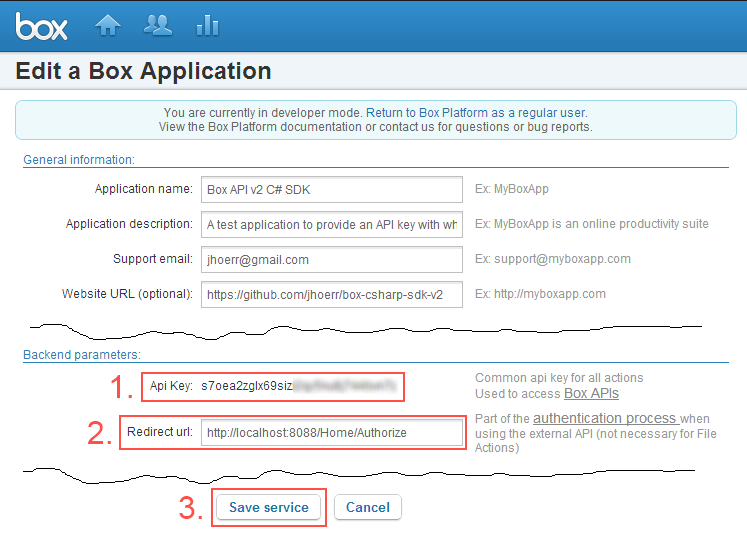 box
Edit a Box Application
You are currently in developer mode. Return to Box Platform as a regular user.
View the Box Platform documentation or contact us for questions or bug reports.
General information:
Application name: Box API v2 C# SDK Ex: MyBoxApp
Application description: A test application to provide an API key with wh Ex: MyBoxApp is an online productivity suite
Support email: jhoerr@gmail.com Ex: support@myboxapp.com
Website URL (optional): https://github.com/jhoerr/box-csharp-sdk-v2 Ex: http://myboxapp.com
Backend parameters:
1. Api Key: s7oea2zglx69siz Common api key for all actions
Used to access Box APIs
2. Redirect url: http://localhost:8088/Home/Authorize Part of the authentication process when
using the external API (not necessary for File
Actions)
3. Save service Cancel